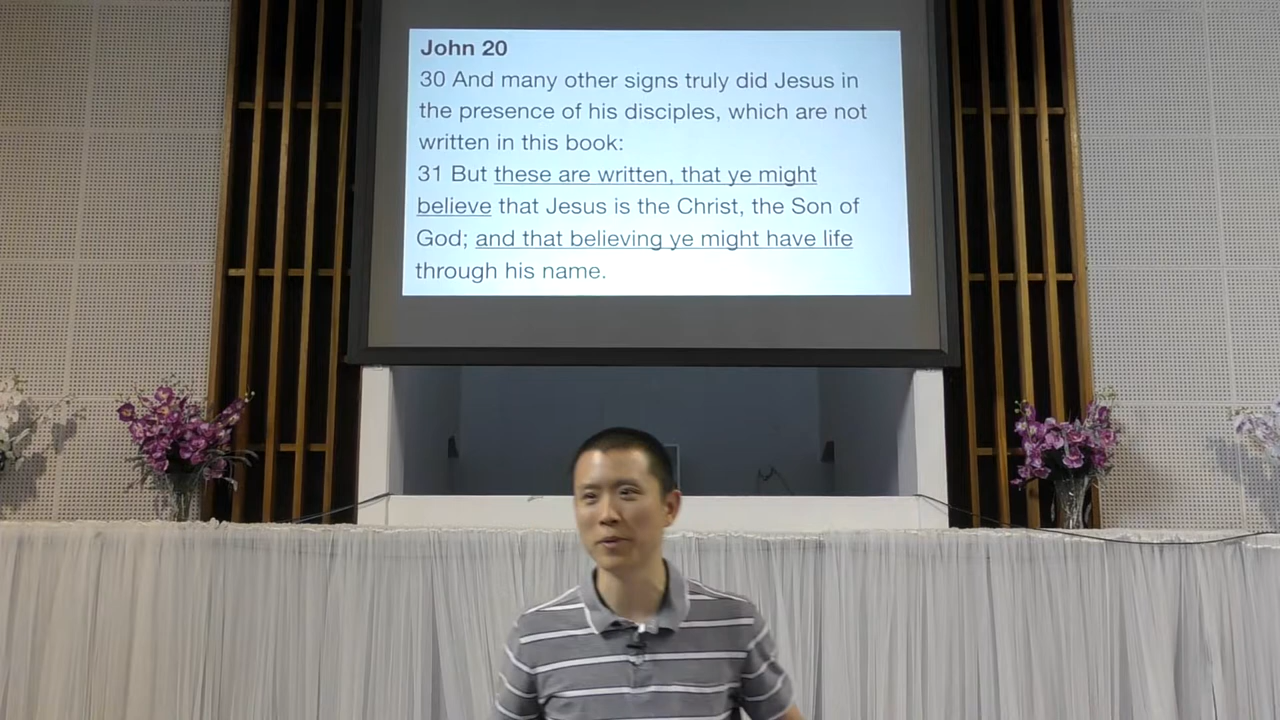 John 20
30 And many other signs truly did Jesus in
the presence of his disciples, which are not
written in this book:
31 But these are written, that ye might
believe that Jesus is the Christ, the Son of
God; and that believing ye might have life
through his name.